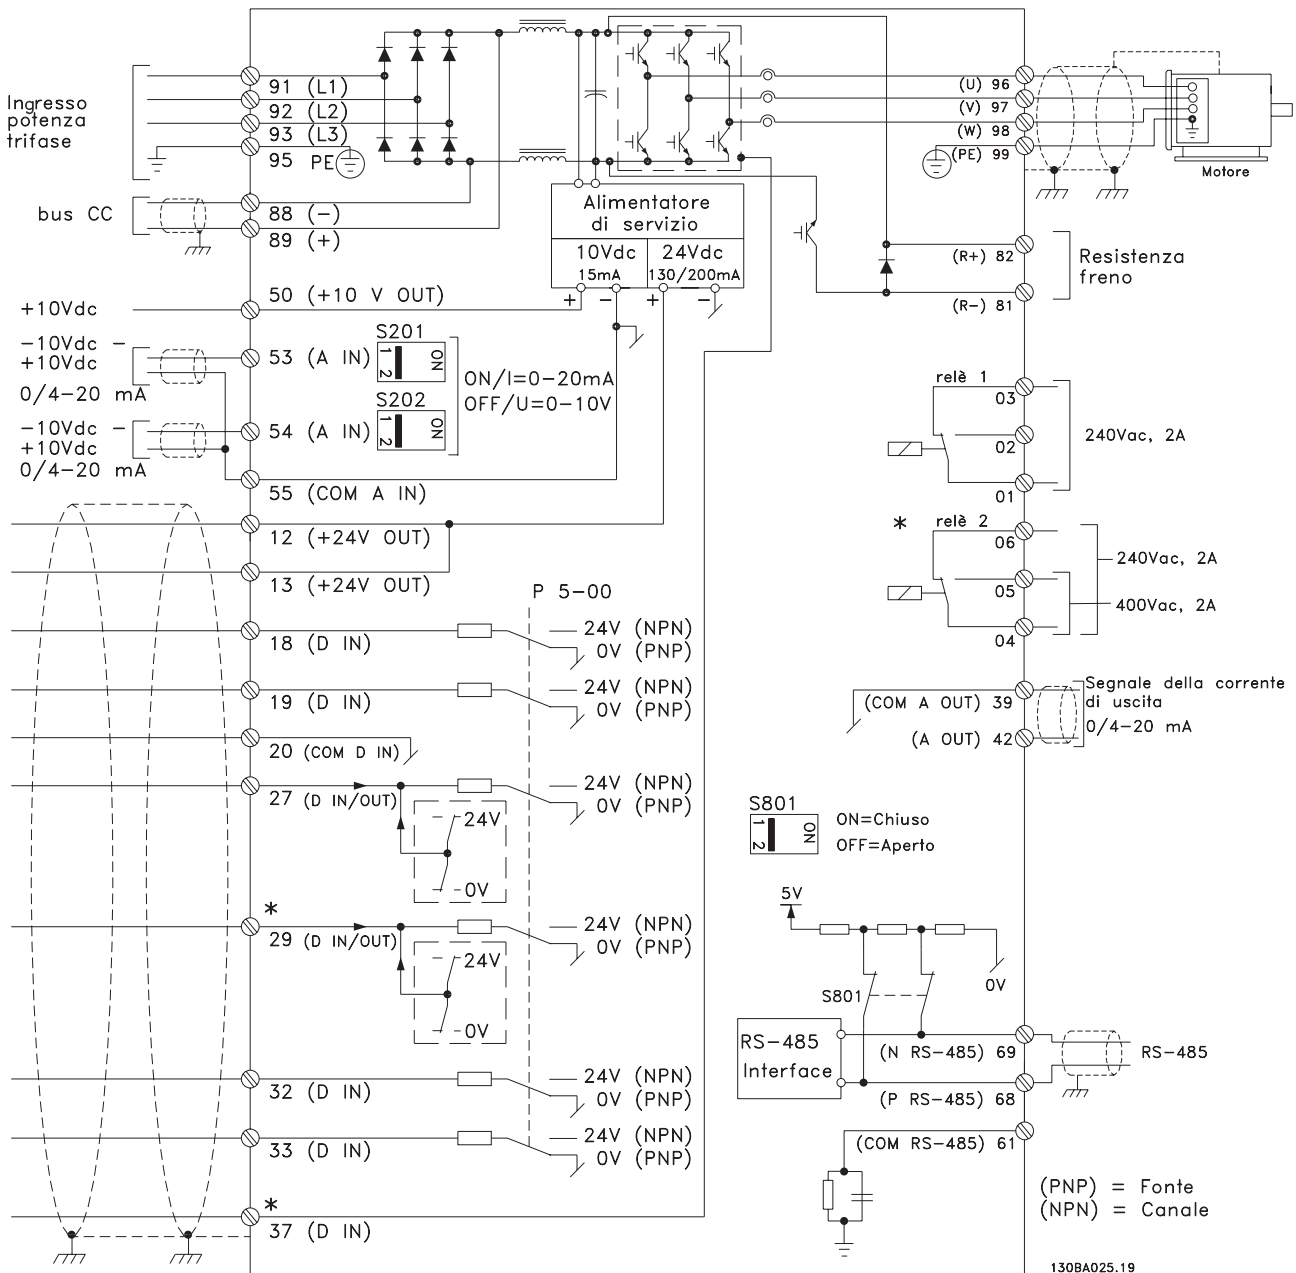 Ingresso
potenza
trifase
91 (L1)
92 (L2)
93 (L3)
95 PE
bus CC
88 (−)
89 (+)
+10Vdc
50 (+10 V OUT)
−10Vdc −
+10Vdc
0/4−20 mA
53 (A IN)
S201
1 2
ON
ON/I=0−20mA
OFF/U=0−10V
−10Vdc −
+10Vdc
0/4−20 mA
54 (A IN)
S202
1 2
ON
55 (COM A IN)
12 (+24V OUT)
13 (+24V OUT)
P 5-00
18 (D IN)
24V (NPN)
0V (PNP)
19 (D IN)
24V (NPN)
0V (PNP)
20 (COM D IN)
27 (D IN/OUT)
24V (NPN)
0V (PNP)
24V
0V
*
29 (D IN/OUT)
24V (NPN)
0V (PNP)
24V
0V
32 (D IN)
24V (NPN)
0V (PNP)
33 (D IN)
24V (NPN)
0V (PNP)
*
37 (D IN)
Alimentatore
di servizio
10Vdc
15mA
24Vdc
130/200mA
+ − + −
(U) 96
(V) 97
(W) 98
(PE) 99
Motore
(R+) 82
(R−) 81
Resistenza
freno
relè 1
03
02
01
240Vac, 2A
* relè 2
06
05
04
240Vac, 2A
400Vac, 2A
(COM A OUT) 39
(A OUT) 42
Segnale della corrente
di uscita
0/4−20 mA
S801
1 2
ON
ON=Chiuso
OFF=Aperto
5V
0V
S801
RS−485
Interface
(N RS−485) 69
(P RS−485) 68
RS−485
(COM RS−485) 61
(PNP) = Fonte
(NPN) = Canale
130BA025.19